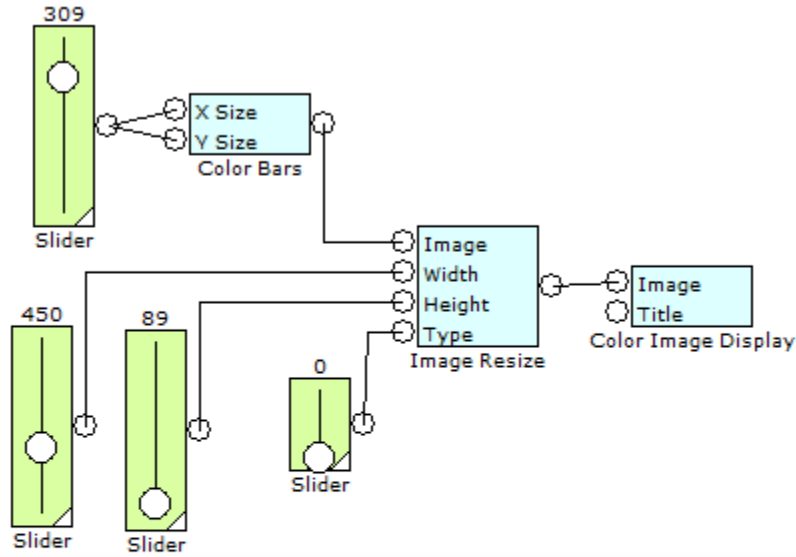 309
X Size
Y Size
Color Bars
Slider
Image
Width
Height
Type
Image Resize
Image
Title
Color Image Display
450
Slider
89
Slider
0
Slider